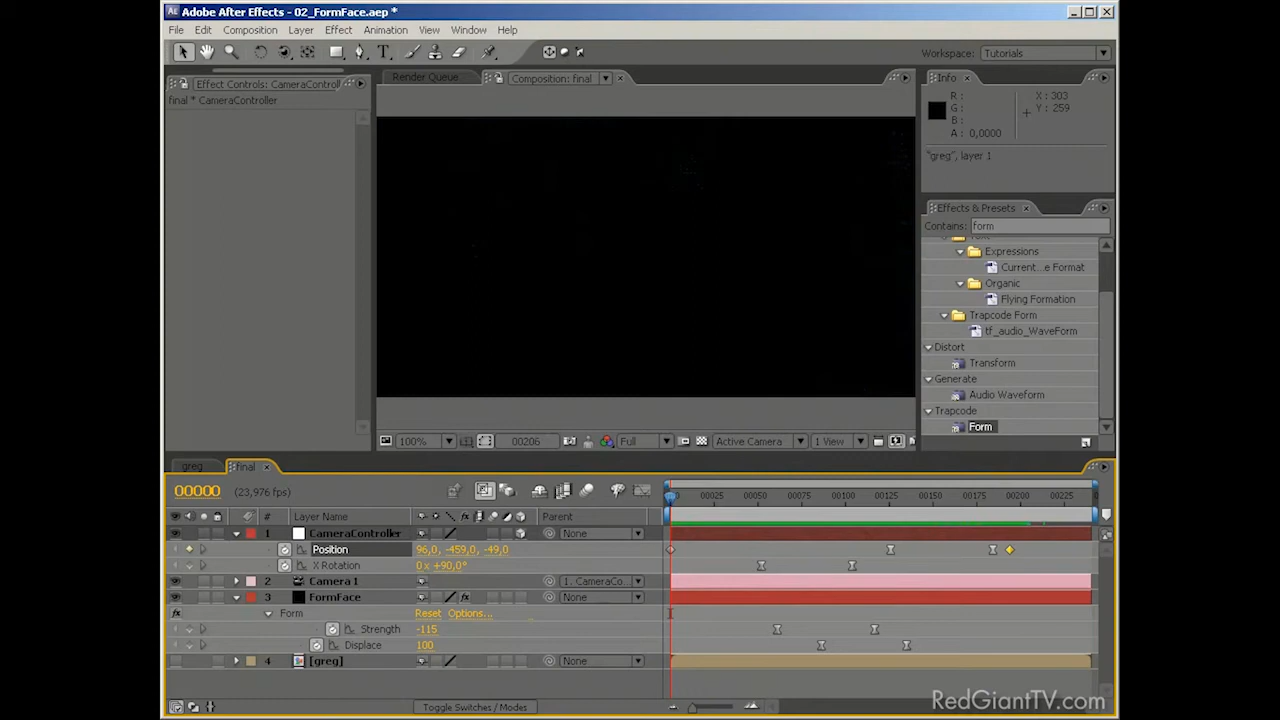 Adobe After Effects - 02_FormFace.aep *
File Edit Composition Layer Effect Animation View Window Help
Workspace: Tutorials
Effect Controls: CameraControl
Render Queue
Composition: final
Info
final * CameraController
R :
G :
B :
A : 0,0000
X : 303
Y : 259
"greg", layer 1
Effects & Presets
Contains: form
Expressions
Current...e Format
Organic
Flying Formation
Trapcode Form
tf_audio_WaveForm
Distort
Transform
Generate
Audio Waveform
Trapcode
Form
100%
00206
Full
Active Camera
1 View
greg
final
00000 (23,976 fps)
00025 00050 00075 00100 00125 00150 00175 00200 00225
# Layer Name Parent
1 CameraController None
Position 96,0, -459,0, -49,0
X Rotation 0x+90,0°
2 Camera 1 1. CameraCo...
3 FormFace None
Form Reset Options...
Strength -115
Displace 100
4 [greg] None
Toggle Switches / Modes
RedGiantTV.com